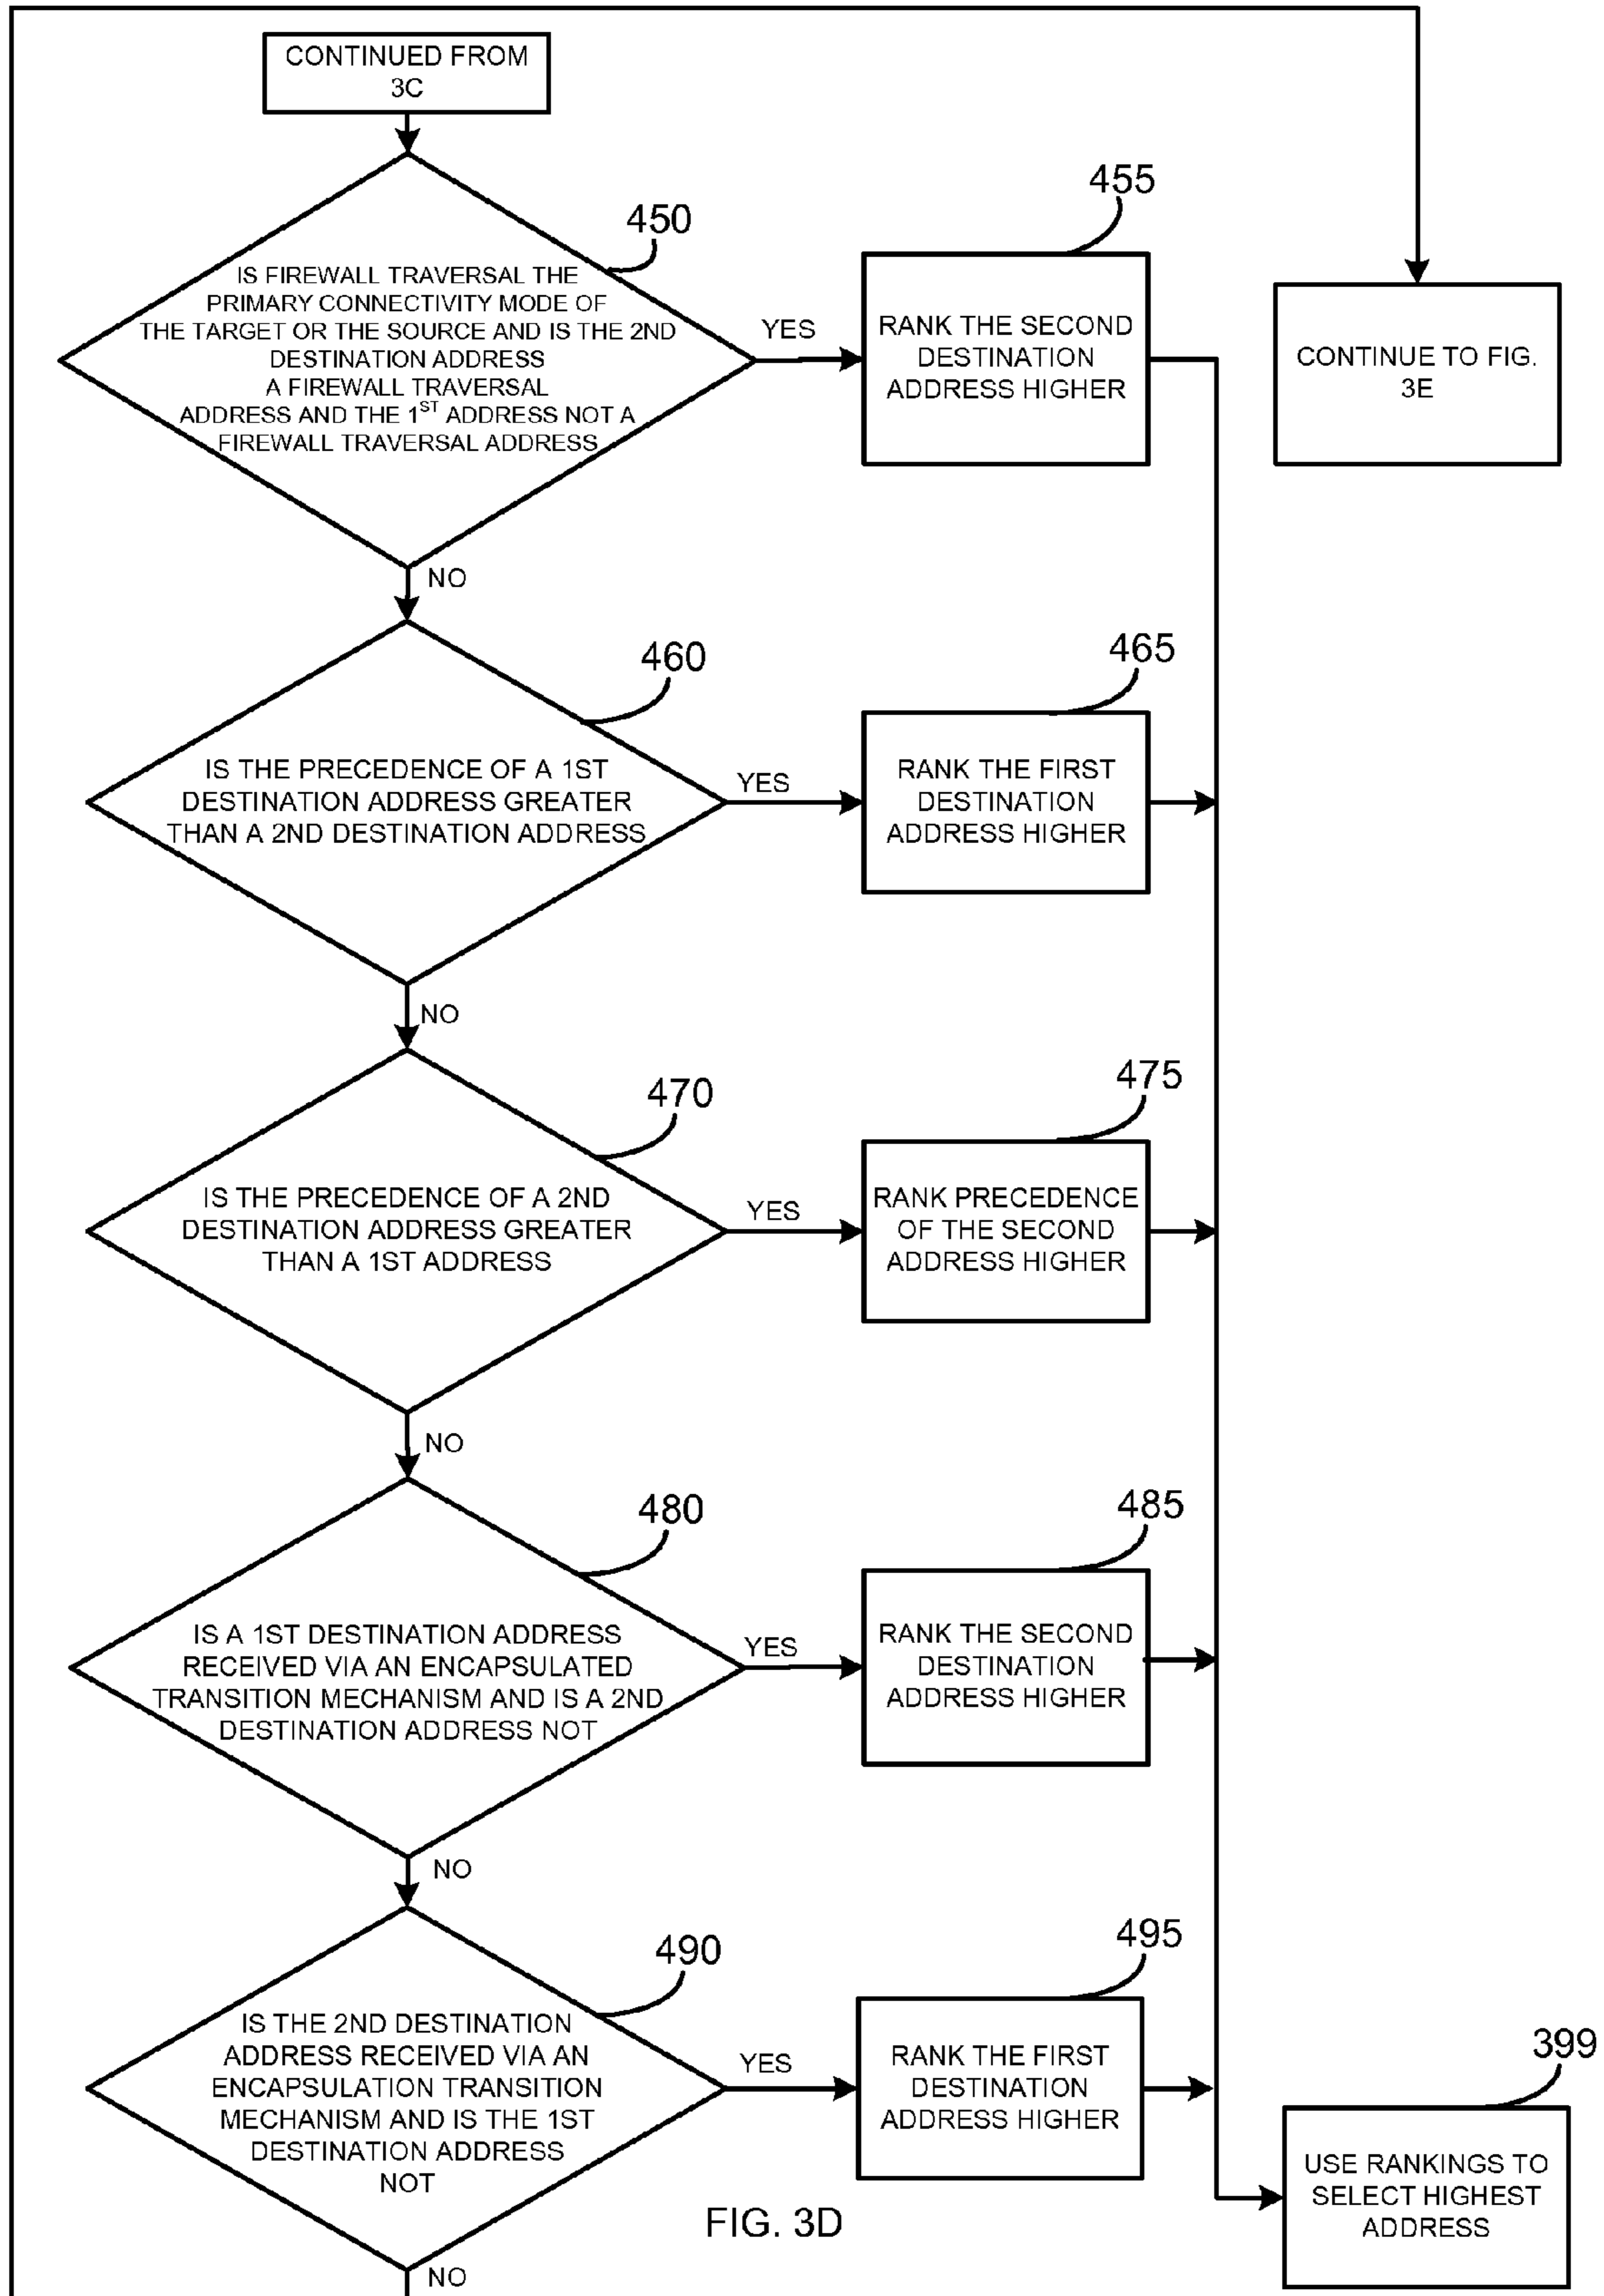 CONTINUED FROM
3C
450
IS FIREWALL TRAVERSAL THE
PRIMARY CONNECTIVITY MODE OF
THE TARGET OR THE SOURCE AND IS THE 2ND
DESTINATION ADDRESS
A FIREWALL TRAVERSAL
ADDRESS AND THE 1ST ADDRESS NOT A
FIREWALL TRAVERSAL ADDRESS
YES
455
RANK THE SECOND
DESTINATION
ADDRESS HIGHER
CONTINUE TO FIG.
3E
NO
460
IS THE PRECEDENCE OF A 1ST
DESTINATION ADDRESS GREATER
THAN A 2ND DESTINATION ADDRESS
YES
465
RANK THE FIRST
DESTINATION
ADDRESS HIGHER
NO
470
IS THE PRECEDENCE OF A 2ND
DESTINATION ADDRESS GREATER
THAN A 1ST ADDRESS
YES
475
RANK PRECEDENCE
OF THE SECOND
ADDRESS HIGHER
NO
480
IS A 1ST DESTINATION ADDRESS
RECEIVED VIA AN ENCAPSULATED
TRANSITION MECHANISM AND IS A 2ND
DESTINATION ADDRESS NOT
YES
485
RANK THE SECOND
DESTINATION
ADDRESS HIGHER
NO
490
IS THE 2ND DESTINATION
ADDRESS RECEIVED VIA AN
ENCAPSULATION TRANSITION
MECHANISM AND IS THE 1ST
DESTINATION ADDRESS
NOT
YES
495
RANK THE FIRST
DESTINATION
ADDRESS HIGHER
399
USE RANKINGS TO
SELECT HIGHEST
ADDRESS
FIG. 3D
NO